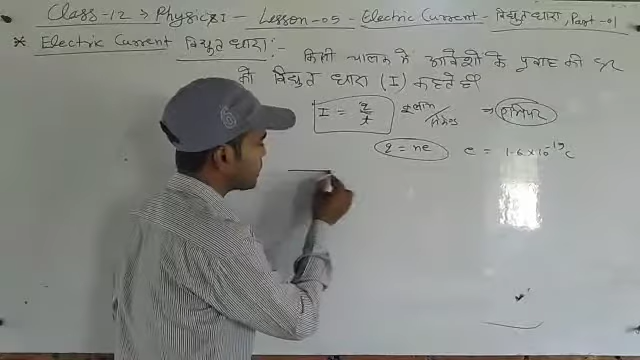 Class-12 → Physics I - Lesson-05 - Electric Current - विद्युत धारा, Part-01
* Electric Current विद्युत धारा :- किसी चालक में आवेशों के प्रवाह की दर
को विद्युत धारा (I) कहते हैं।
I = q/t कूलाम/सेकेण्ड ⇒ एम्पियर
q = ne e = 1.6 × 10⁻¹⁹ C